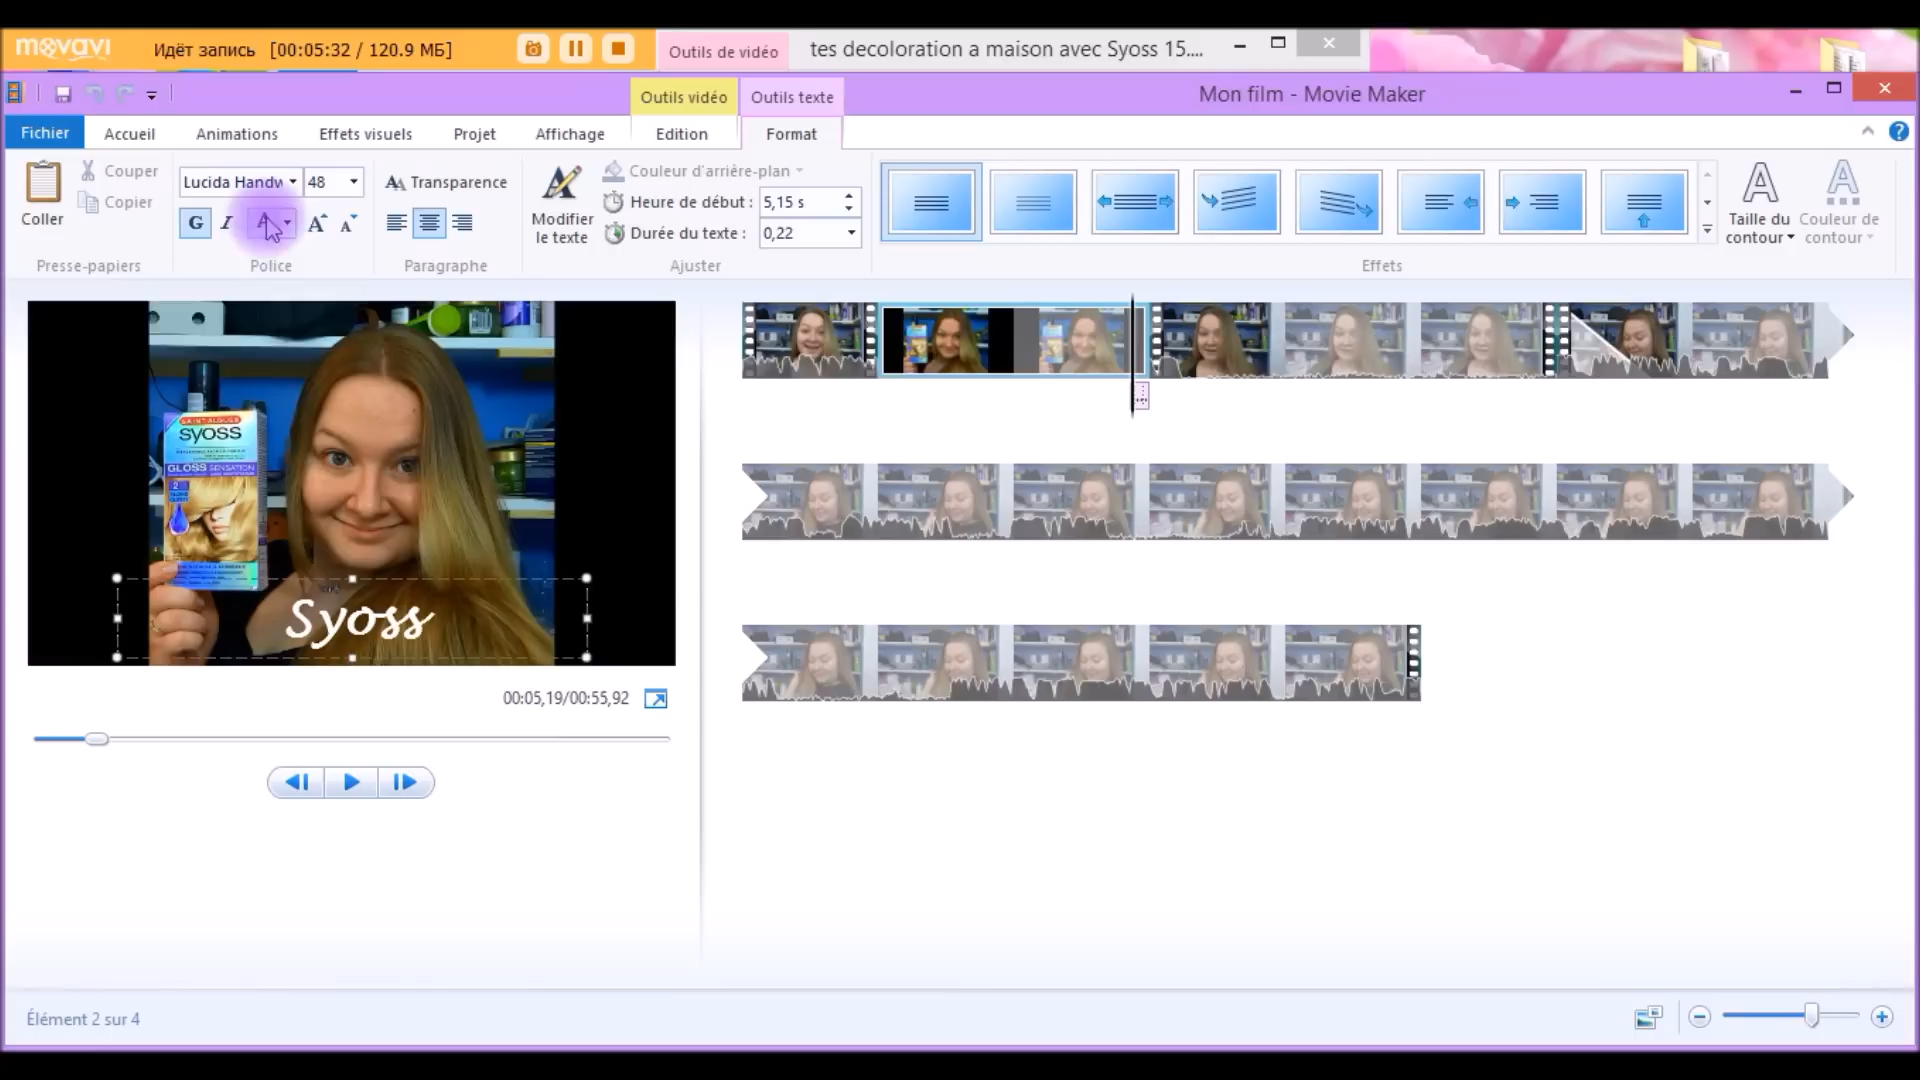 movavi Идёт запись [00:05:32 / 120.9 МБ] Outils de vidéo tes decoloration a maison avec Syoss 15....
Outils vidéo Outils texte Mon film - Movie Maker
Fichier Accueil Animations Effets visuels Projet Affichage Edition Format
Coller
Couper
Copier
Presse-papiers
Lucida Handw 48
G I A A A
Police
Transparence
Paragraphe
Modifier
le texte
Couleur d'arrière-plan
Heure de début : 5,15 s
Durée du texte : 0,22
Ajuster
Effets
Taille du
contour
Couleur de
contour
SAINT ALGUE
syoss
GLOSS SENSATION
Syoss
00:05,19/00:55,92
Élément 2 sur 4